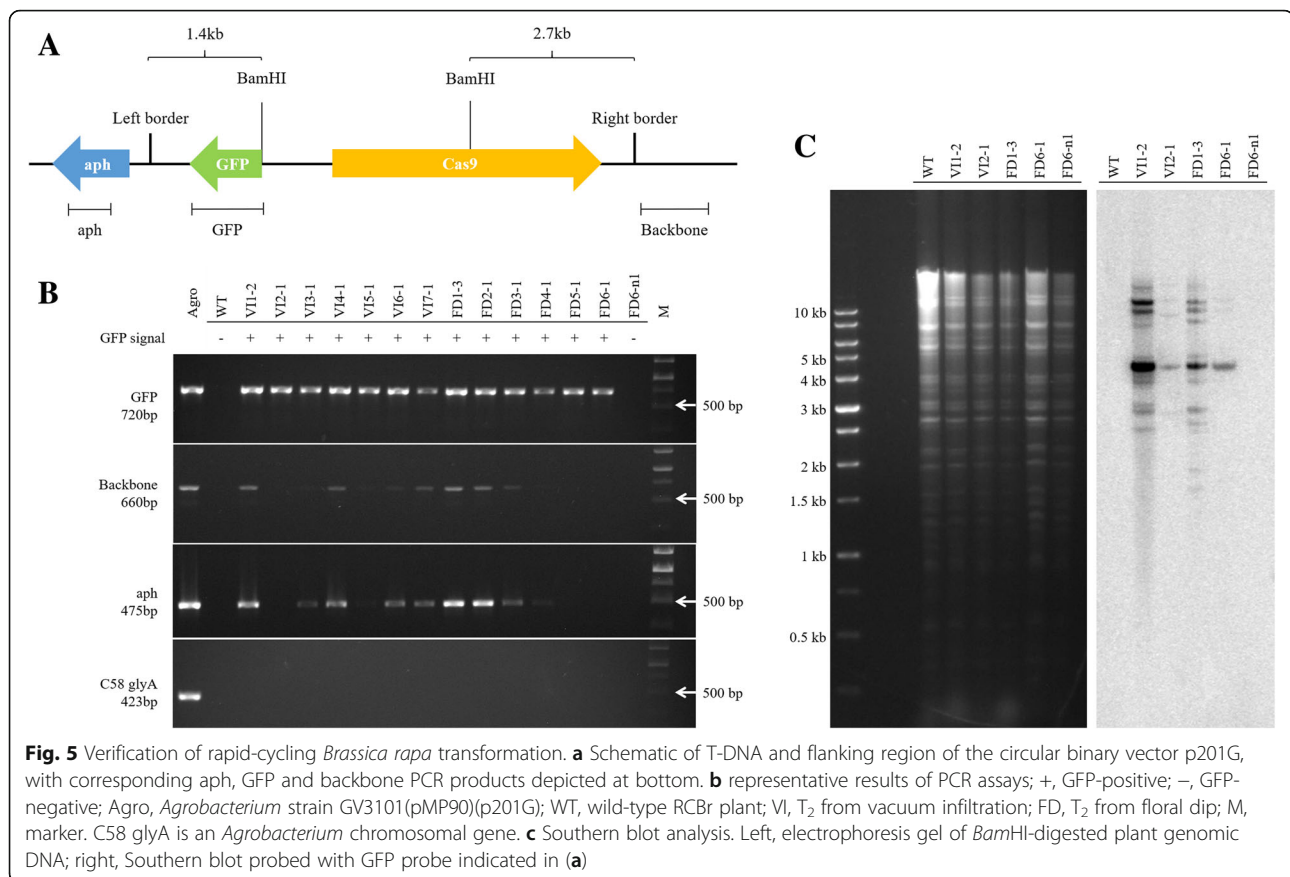 A
1.4kb
2.7kb
BamHI
BamHI
Left border
Right border
aph
GFP
Cas9
aph
GFP
Backbone
B
Agro
WT
VI1-2
VI2-1
VI3-1
VI4-1
VI5-1
VI6-1
VI7-1
FD1-3
FD2-1
FD3-1
FD4-1
FD5-1
FD6-1
FD6-n1
M
GFP signal - + + + + + + + + + + + + + -
GFP
720bp
500 bp
Backbone
660bp
500 bp
aph
475bp
500 bp
C58 glyA
423bp
500 bp
C
WT
VI1-2
VI2-1
FD1-3
FD6-1
FD6-n1
WT
VI1-2
VI2-1
FD1-3
FD6-1
FD6-n1
10 kb
5 kb
4 kb
3 kb
2 kb
1.5 kb
1 kb
0.5 kb
Fig. 5 Verification of rapid-cycling Brassica rapa transformation. a Schematic of T-DNA and flanking region of the circular binary vector p201G,
with corresponding aph, GFP and backbone PCR products depicted at bottom. b representative results of PCR assays; +, GFP-positive; −, GFP-
negative; Agro, Agrobacterium strain GV3101(pMP90)(p201G); WT, wild-type RCBr plant; VI, T2 from vacuum infiltration; FD, T2 from floral dip; M,
marker. C58 glyA is an Agrobacterium chromosomal gene. c Southern blot analysis. Left, electrophoresis gel of BamHI-digested plant genomic
DNA; right, Southern blot probed with GFP probe indicated in (a)